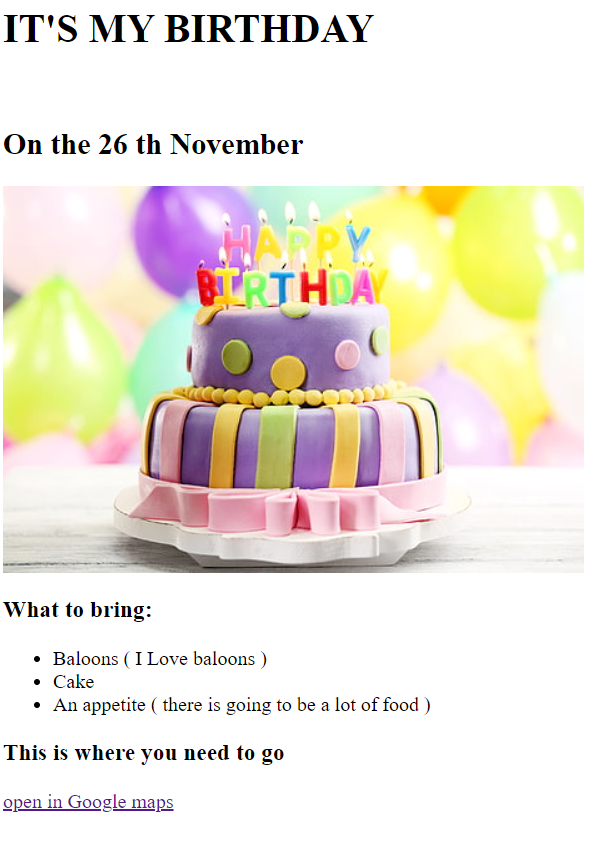 IT'S MY BIRTHDAY
On the 26 th November
HAPPY
BIRTHDAY
What to bring:
Baloons ( I Love baloons )
Cake
An appetite ( there is going to be a lot of food )
This is where you need to go
open in Google maps